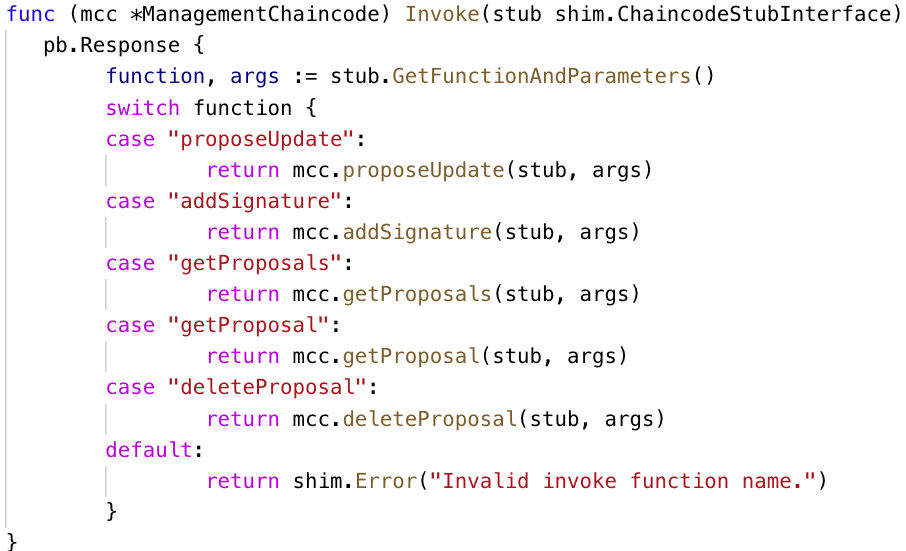 func (mcc *ManagementChaincode) Invoke(stub shim.ChaincodeStubInterface)
   pb.Response {
        function, args := stub.GetFunctionAndParameters()
        switch function {
        case "proposeUpdate":
                return mcc.proposeUpdate(stub, args)
        case "addSignature":
                return mcc.addSignature(stub, args)
        case "getProposals":
                return mcc.getProposals(stub, args)
        case "getProposal":
                return mcc.getProposal(stub, args)
        case "deleteProposal":
                return mcc.deleteProposal(stub, args)
        default:
                return shim.Error("Invalid invoke function name.")
        }
}